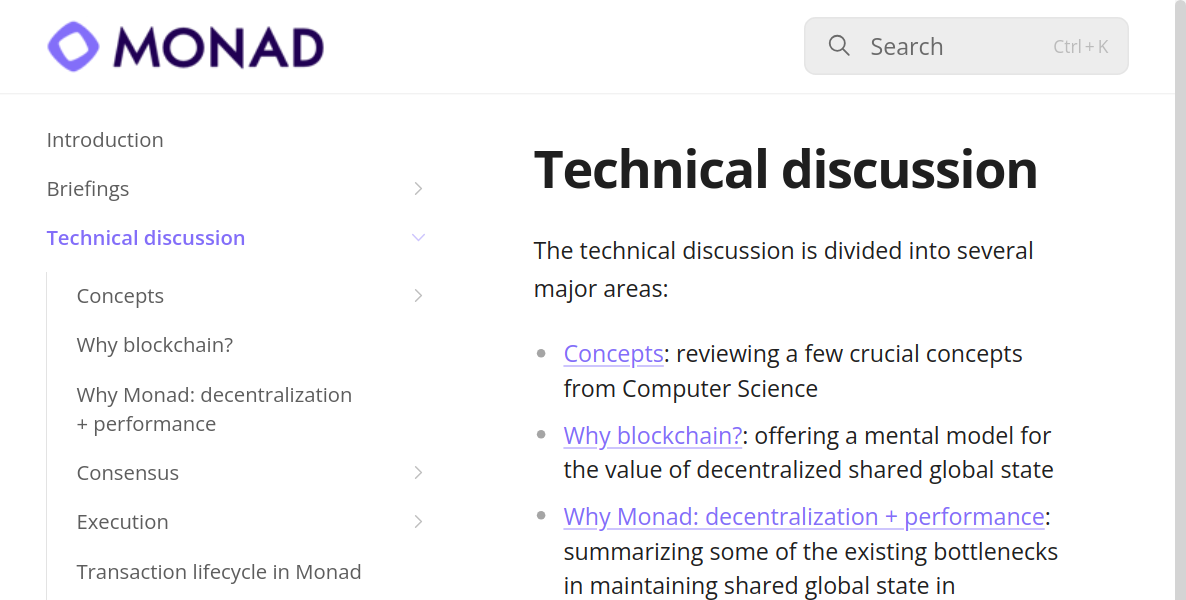 MONAD
Search
Ctrl + K
Introduction
Briefings
Technical discussion
Concepts
Why blockchain?
Why Monad: decentralization
+ performance
Consensus
Execution
Transaction lifecycle in Monad
Technical discussion
The technical discussion is divided into several
major areas:
Concepts: reviewing a few crucial concepts
from Computer Science
Why blockchain?: offering a mental model for
the value of decentralized shared global state
Why Monad: decentralization + performance:
summarizing some of the existing bottlenecks
in maintaining shared global state in